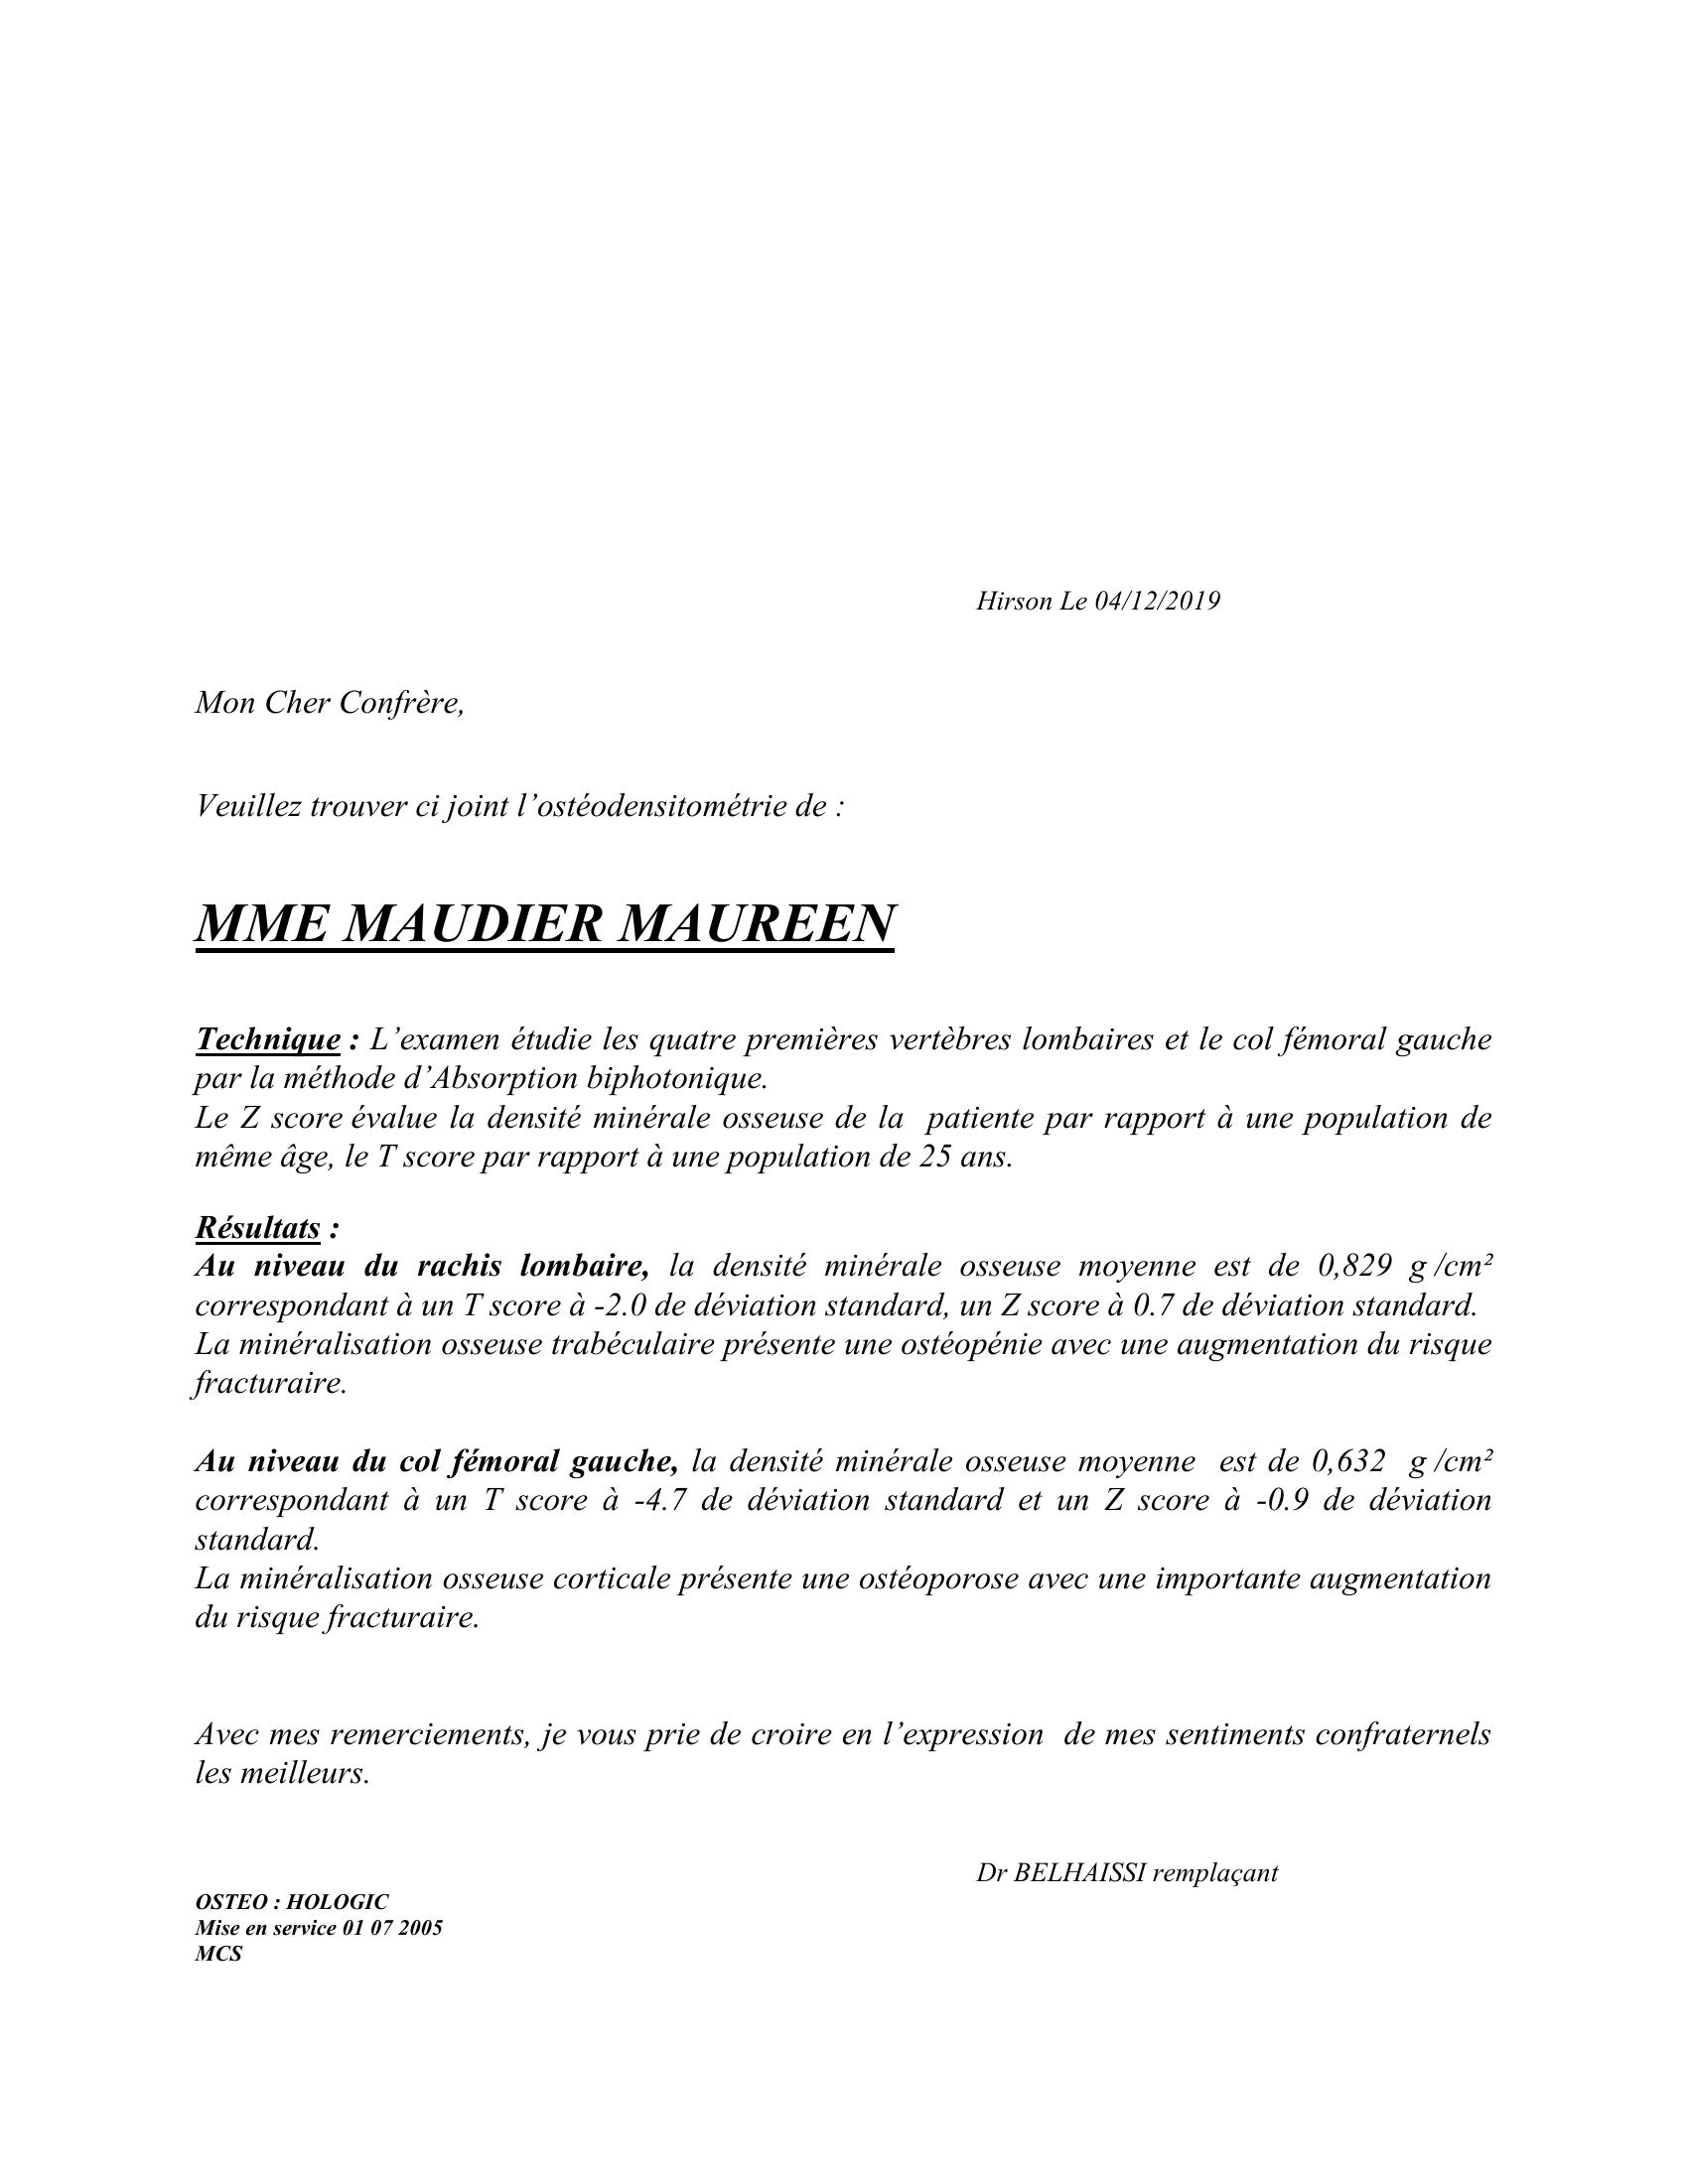 Hirson Le 04/12/2019
Mon Cher Confrère,
Veuillez trouver ci joint l’ostéodensitométrie de :
MME MAUDIER MAUREEN
Technique : L’examen étudie les quatre premières vertèbres lombaires et le col fémoral gauche
par la méthode d’Absorption biphotonique.
Le Z score évalue la densité minérale osseuse de la patiente par rapport à une population de
même âge, le T score par rapport à une population de 25 ans.
Résultats :
Au niveau du rachis lombaire, la densité minérale osseuse moyenne est de 0,829 g /cm²
correspondant à un T score à -2.0 de déviation standard, un Z score à 0.7 de déviation standard.
La minéralisation osseuse trabéculaire présente une ostéopénie avec une augmentation du risque
fracturaire.
Au niveau du col fémoral gauche, la densité minérale osseuse moyenne est de 0,632 g /cm²
correspondant à un T score à -4.7 de déviation standard et un Z score à -0.9 de déviation
standard.
La minéralisation osseuse corticale présente une ostéoporose avec une importante augmentation
du risque fracturaire.
Avec mes remerciements, je vous prie de croire en l’expression de mes sentiments confraternels
les meilleurs.
Dr BELHAISSI remplaçant
OSTEO : HOLOGIC
Mise en service 01 07 2005
MCS